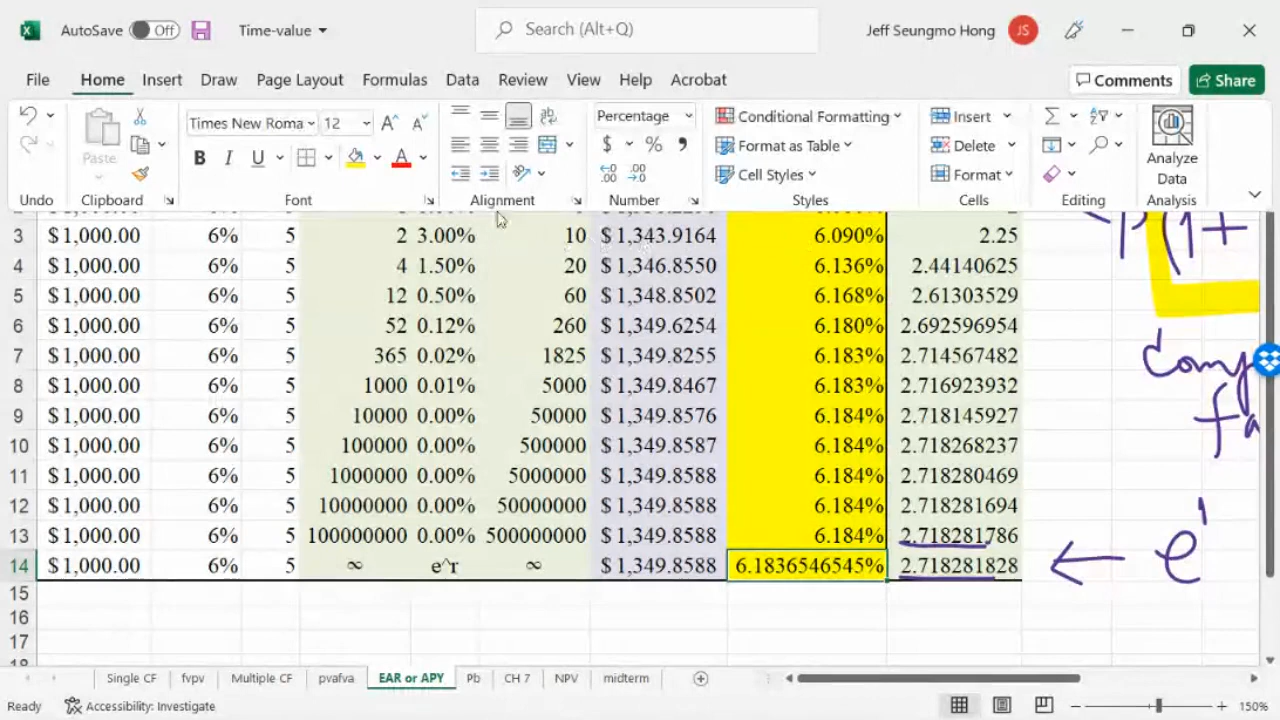 AutoSave Off Time-value Search (Alt+Q) Jeff Seungmo Hong JS
File Home Insert Draw Page Layout Formulas Data Review View Help Acrobat Comments Share
Times New Roma 12 Percentage Conditional Formatting Insert
Paste B I U A $ % Format as Table Delete Analyze Data
Cell Styles Format
Undo Clipboard Font Alignment Number Styles Cells Editing Analysis
3 $1,000.00 6% 5 2 3.00% 10 $1,343.9164 6.090% 2.25
4 $1,000.00 6% 5 4 1.50% 20 $1,346.8550 6.136% 2.44140625
5 $1,000.00 6% 5 12 0.50% 60 $1,348.8502 6.168% 2.61303529
6 $1,000.00 6% 5 52 0.12% 260 $1,349.6254 6.180% 2.692596954
7 $1,000.00 6% 5 365 0.02% 1825 $1,349.8255 6.183% 2.714567482
8 $1,000.00 6% 5 1000 0.01% 5000 $1,349.8467 6.183% 2.716923932
9 $1,000.00 6% 5 10000 0.00% 50000 $1,349.8576 6.184% 2.718145927
10 $1,000.00 6% 5 100000 0.00% 500000 $1,349.8587 6.184% 2.718268237
11 $1,000.00 6% 5 1000000 0.00% 5000000 $1,349.8588 6.184% 2.718280469
12 $1,000.00 6% 5 10000000 0.00% 50000000 $1,349.8588 6.184% 2.718281694
13 $1,000.00 6% 5 100000000 0.00% 500000000 $1,349.8588 6.184% 2.718281786
14 $1,000.00 6% 5 ∞ e^r ∞ $1,349.8588 6.1836546545% 2.718281828 ← e¹
15
16
17
Single CF fvpv Multiple CF pvafva EAR or APY Pb CH 7 NPV midterm
Ready Accessibility: Investigate 150%